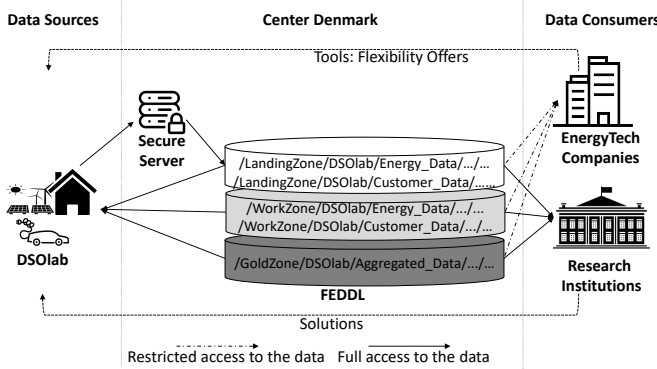 Data Sources
Center Denmark
Data Consumers
Tools: Flexibility Offers
Secure
Server
EnergyTech
Companies
/LandingZone/DSOlab/Energy_Data/.../...
/LandingZone/DSOlab/Customer_Data/......
/WorkZone/DSOlab/Energy_Data/.../...
/WorkZone/DSOlab/Customer_Data/.../...
DSOlab
/GoldZone/DSOlab/Aggregated_Data/.../...
Research
Institutions
FEDDL
Solutions
Restricted access to the data
Full access to the data